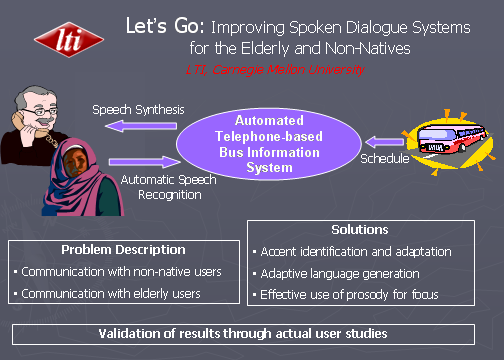 lti
Let's Go: Improving Spoken Dialogue Systems
for the Elderly and Non-Natives
LTI, Carnegie Mellon University
Speech Synthesis
Automated
Telephone-based
Bus Information
System
Schedule
Automatic Speech
Recognition
Problem Description
• Communication with non-native users
• Communication with elderly users
Solutions
• Accent identification and adaptation
• Adaptive language generation
• Effective use of prosody for focus
Validation of results through actual user studies